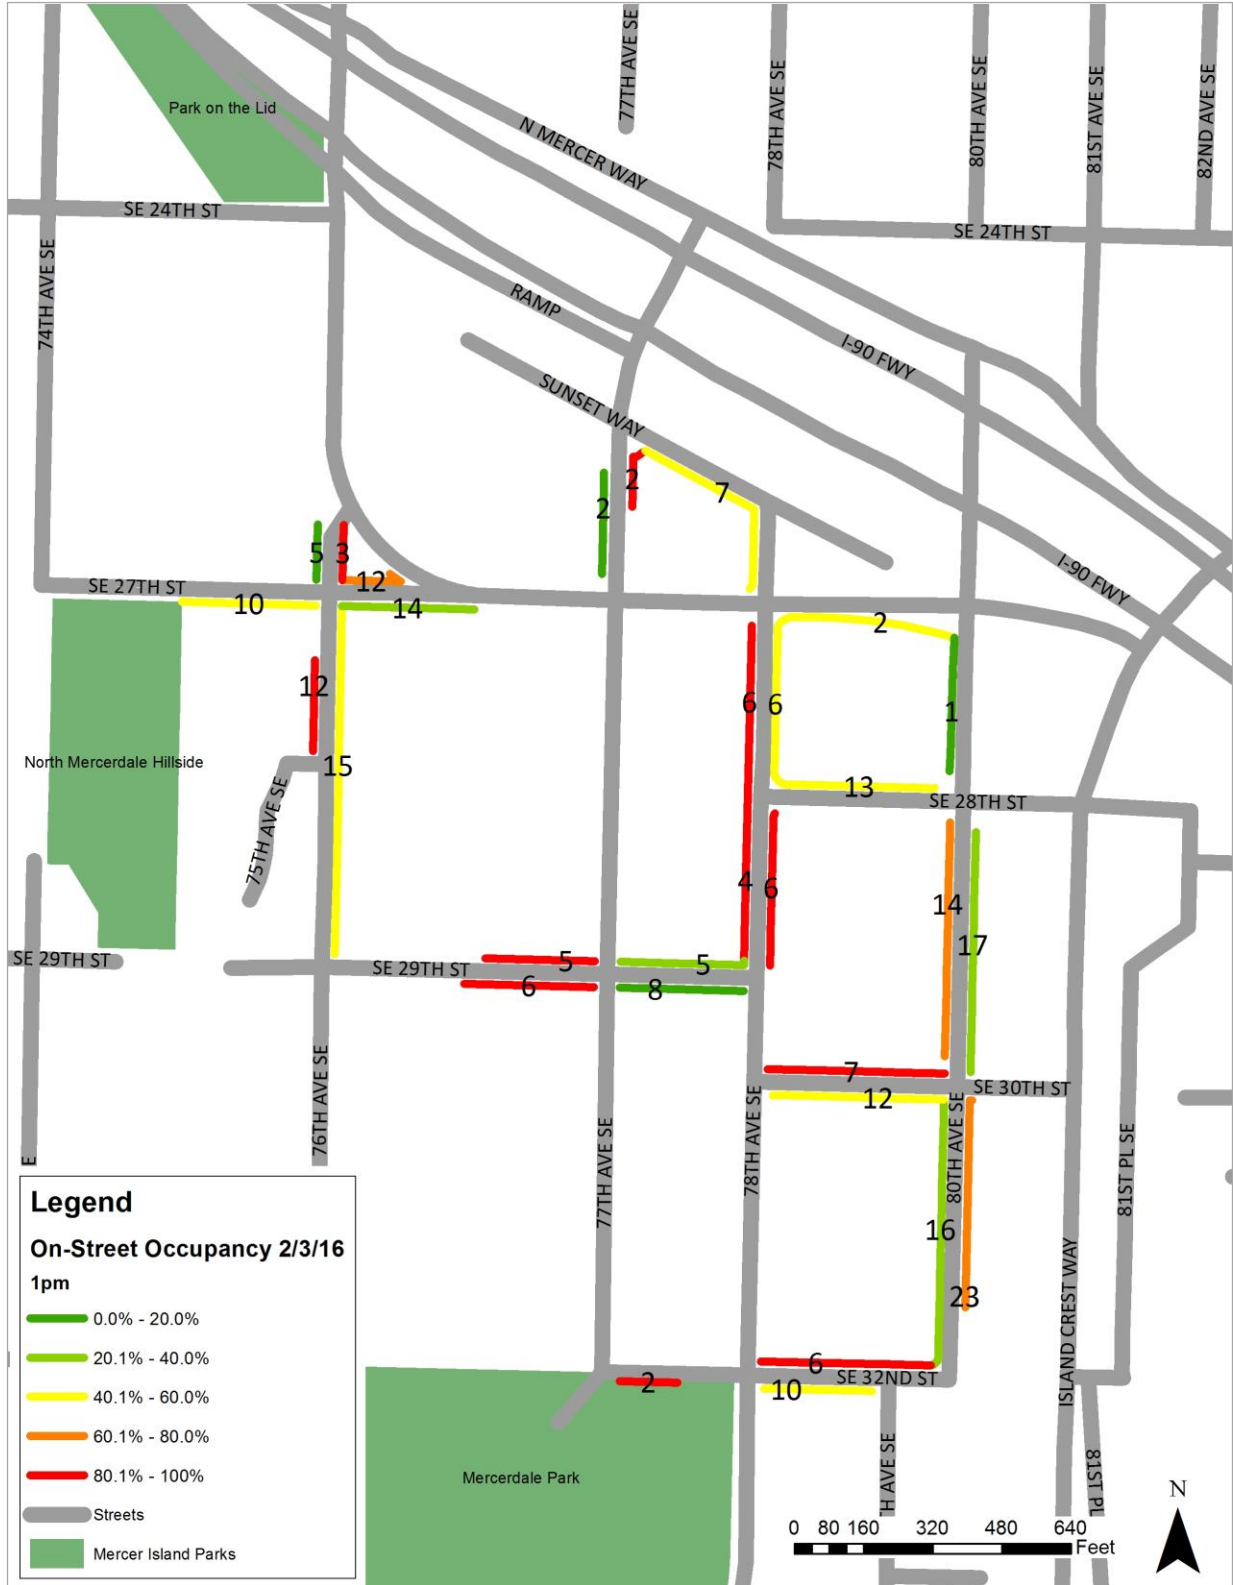 77TH AVE SE
78TH AVE SE
80TH AVE SE
81ST AVE SE
82ND AVE SE
Park on the Lid
N MERCER WAY
SE 24TH ST
SE 24TH ST
74TH AVE SE
RAMP
I-90 FWY
SUNSET WAY
2
7
2
5
3
I-90 FWY
12
SE 27TH ST
10
14
2
12
6
6
1
North Mercerdale Hillside
15
13
SE 28TH ST
75TH AVE SE
4
6
14
17
SE 29TH ST
SE 29TH ST
5
5
6
8
7
SE 30TH ST
12
76TH AVE SE
77TH AVE SE
78TH AVE SE
80TH AVE SE
81ST PL SE
E
16
23
ISLAND CREST WAY
6
SE 32ND ST
2
10
Mercerdale Park
H AVE SE
81ST PL
Legend
On-Street Occupancy 2/3/16
1pm
0.0% - 20.0%
20.1% - 40.0%
40.1% - 60.0%
60.1% - 80.0%
80.1% - 100%
Streets
Mercer Island Parks
N
0 80 160 320 480 640
Feet